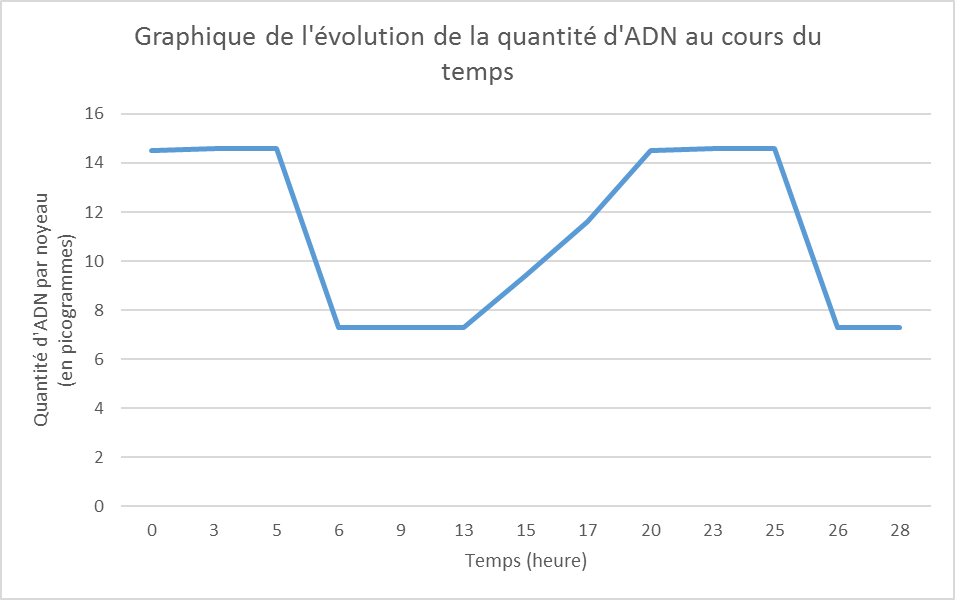 Graphique de l'évolution de la quantité d'ADN au cours du
temps
Quantité d'ADN par noyeau
(en picogrammes)
16
14
12
10
8
6
4
2
0
0 3 5 6 9 13 15 17 20 23 25 26 28
Temps (heure)